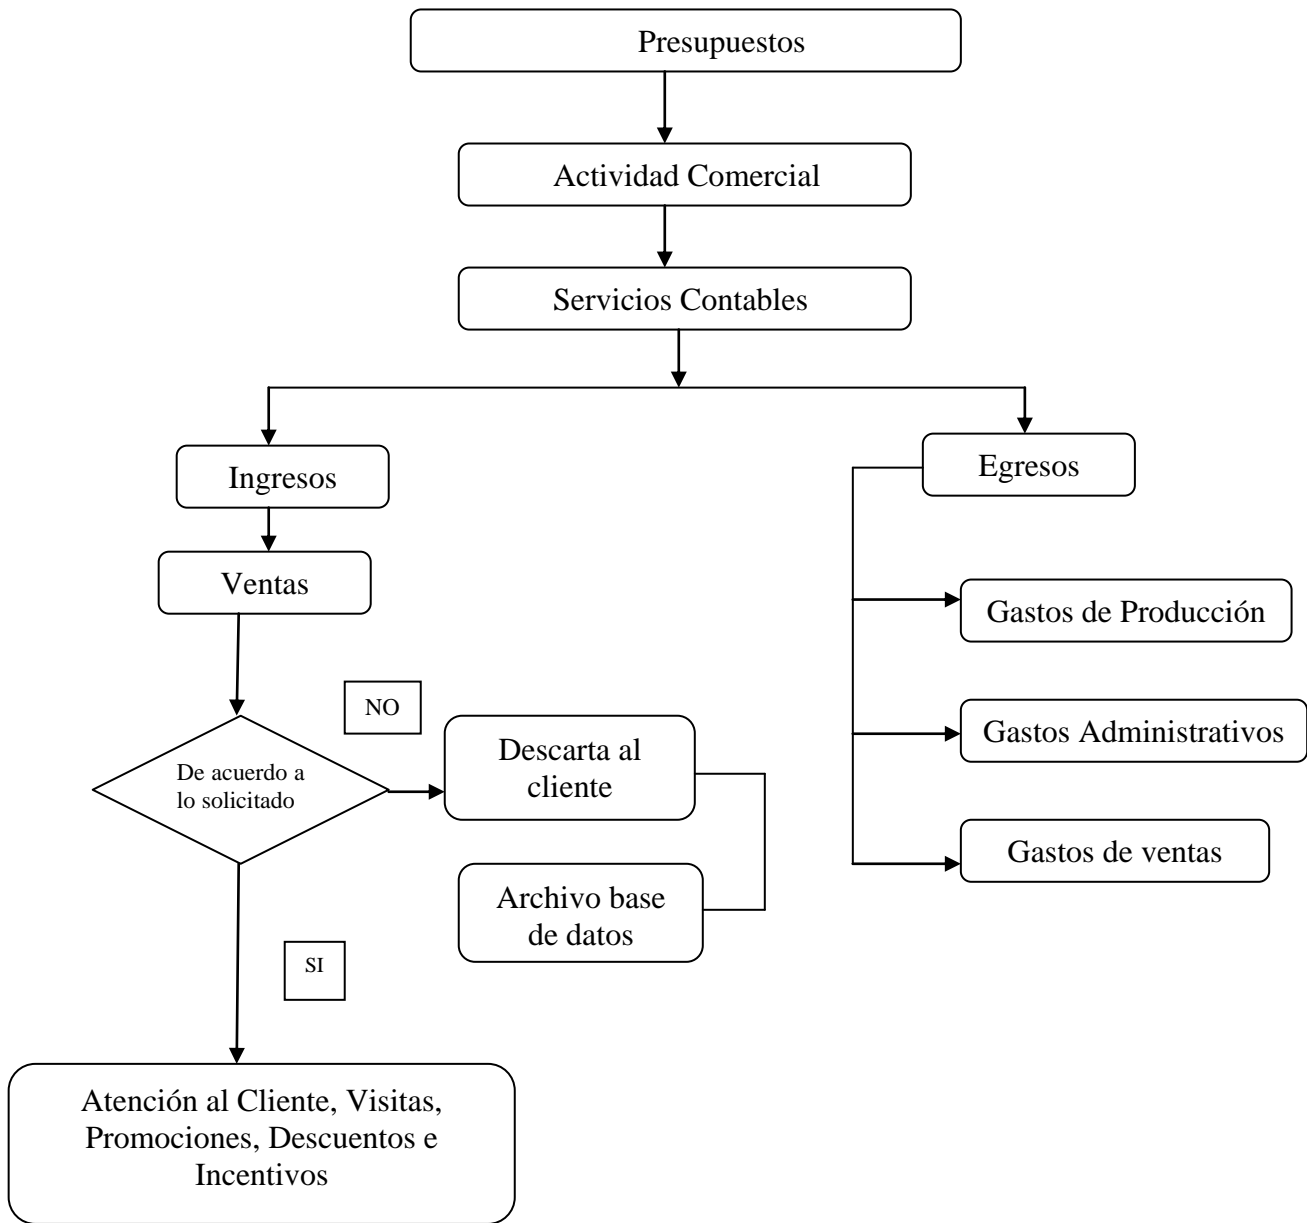 Presupuestos
Actividad Comercial
Servicios Contables
Ingresos
Egresos
Ventas
Gastos de Producción
NO
Descarta al
cliente
Gastos Administrativos
De acuerdo a
lo solicitado
Gastos de ventas
Archivo base
de datos
SI
Atención al Cliente, Visitas,
Promociones, Descuentos e
Incentivos